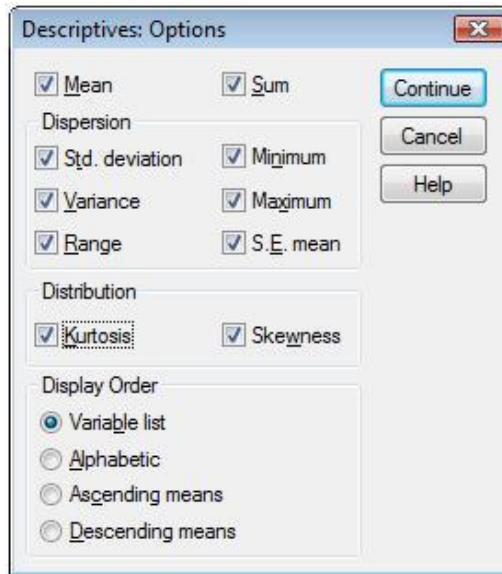 Descriptives: Options
Mean
Sum
Continue
Dispersion
Cancel
Std. deviation
Minimum
Help
Variance
Maximum
Range
S.E. mean
Distribution
Kurtosis
Skewness
Display Order
Variable list
Alphabetic
Ascending means
Descending means